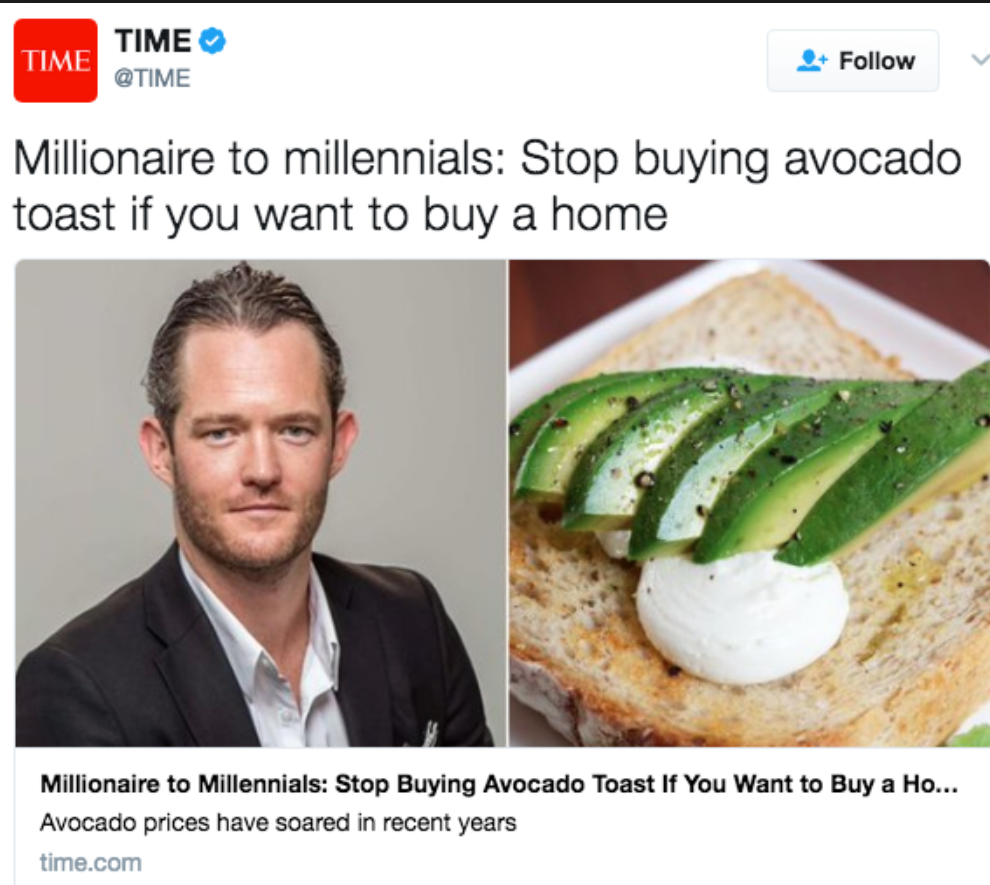 TIME
TIME
@TIME
Follow
Millionaire to millennials: Stop buying avocado
toast if you want to buy a home
Millionaire to Millennials: Stop Buying Avocado Toast If You Want to Buy a Ho...
Avocado prices have soared in recent years
time.com